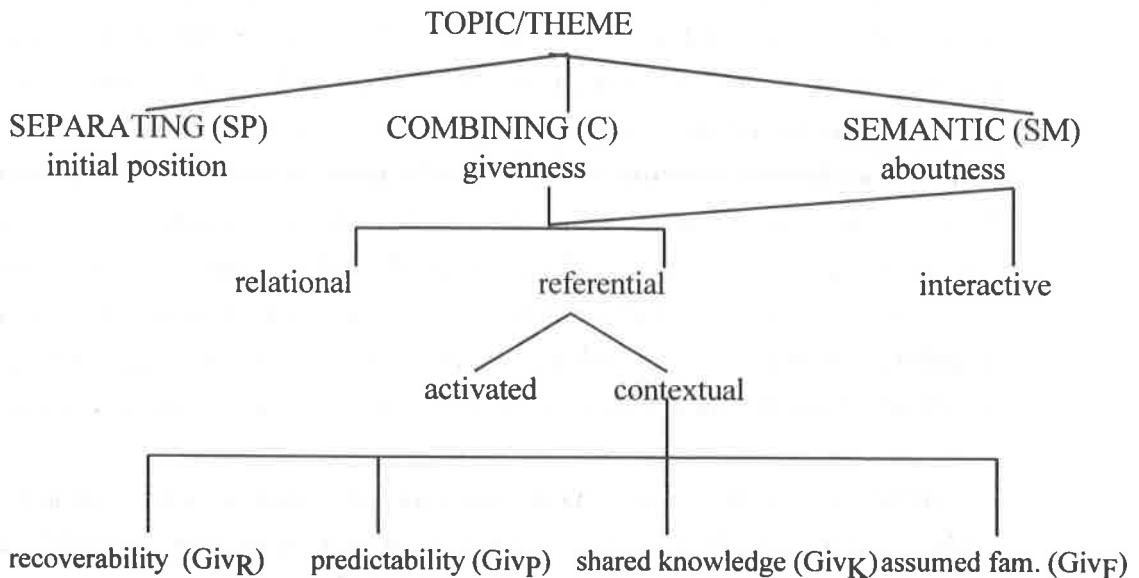 TOPIC/THEME
SEPARATING (SP) COMBINING (C) SEMANTIC (SM)
initial position givenness aboutness
relational referential interactive
activated contextual
recoverability (GivR) predictability (GivP) shared knowledge (GivK) assumed fam. (GivF)